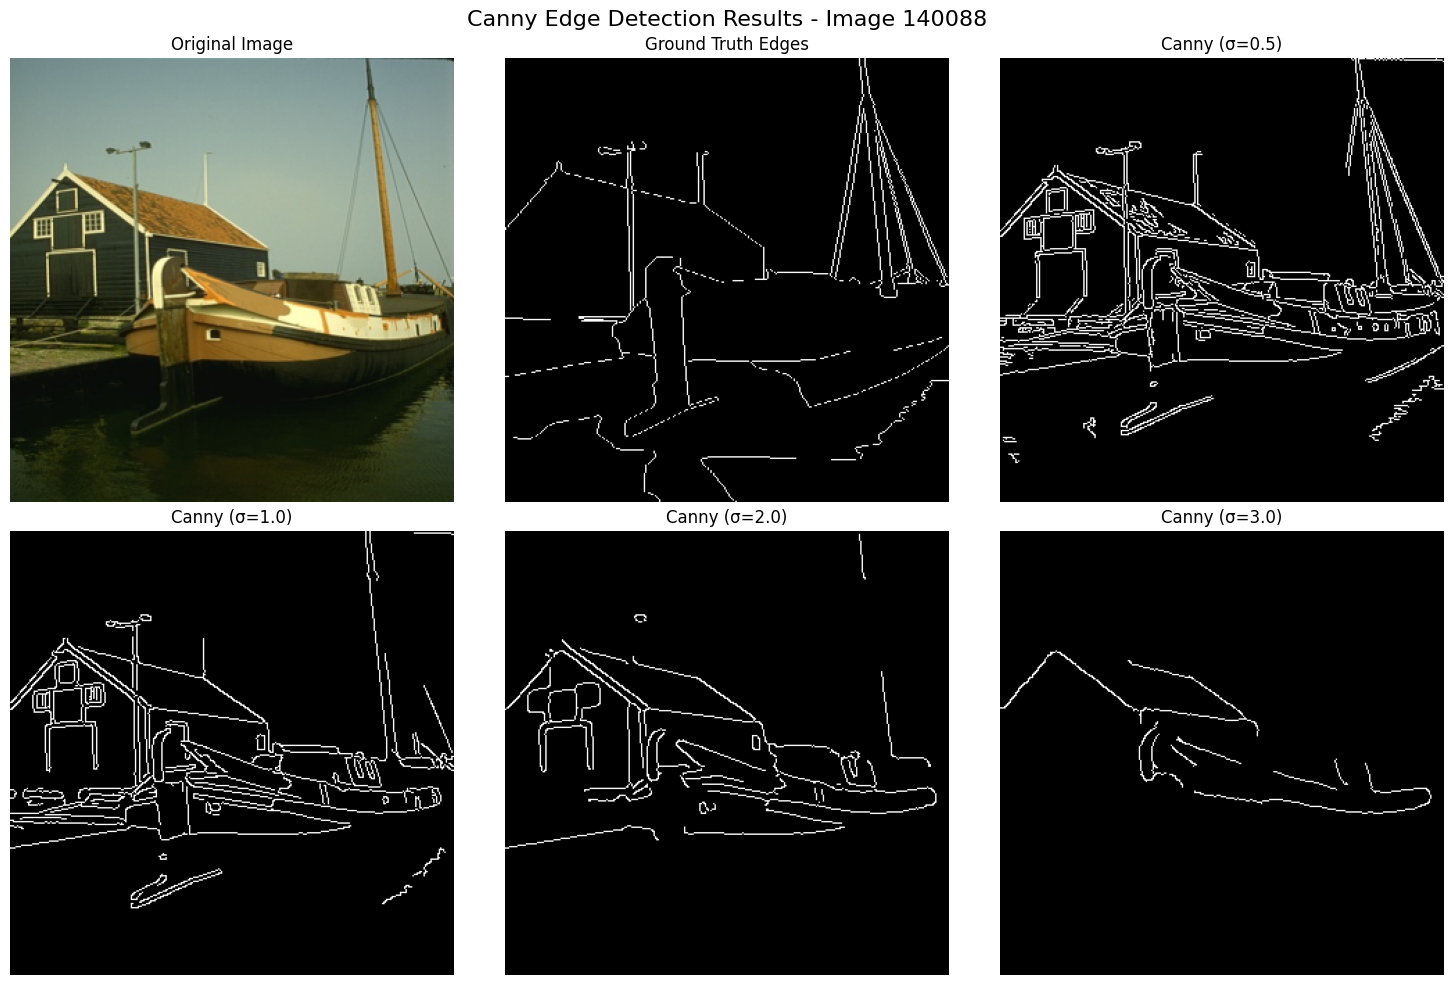 Canny Edge Detection Results - Image 140088
Original Image
Ground Truth Edges
Canny (σ=0.5)
Canny (σ=1.0)
Canny (σ=2.0)
Canny (σ=3.0)